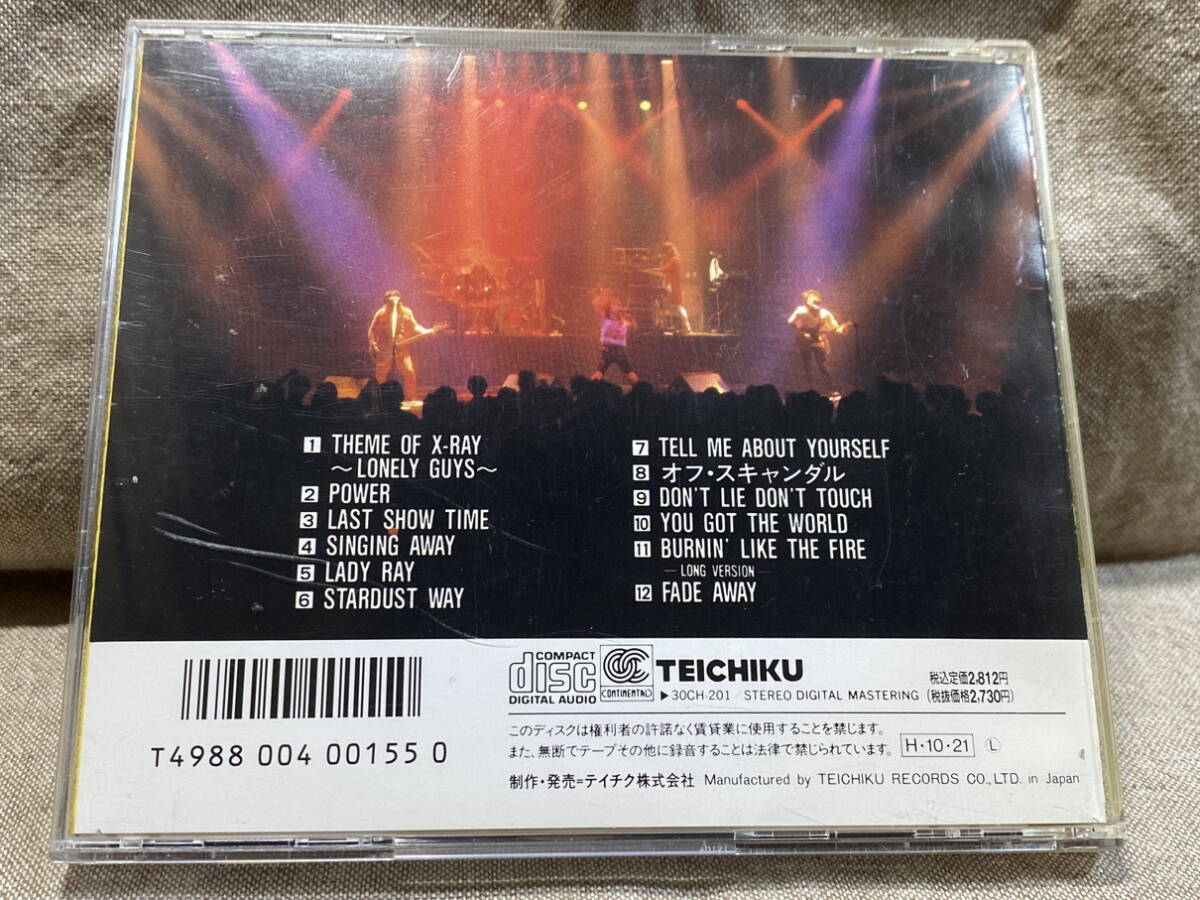 1 THEME OF X-RAY
～LONELY GUYS～
2 POWER
3 LAST SHOW TIME
4 SINGING AWAY
5 LADY RAY
6 STARDUST WAY
7 TELL ME ABOUT YOURSELF
8 オフ・スキャンダル
9 DON'T LIE DON'T TOUCH
10 YOU GOT THE WORLD
11 BURNIN' LIKE THE FIRE
—LONG VERSION—
12 FADE AWAY
T4988 004 00155 0
COMPACT
disc
DIGITAL AUDIO
CONTINENTAL
TEICHIKU
▶30CH-201 / STEREO DIGITAL MASTERING
税込定価2,812円
(税抜価格2,730円)
このディスクは権利者の許諾なく賃貸業に使用することを禁じます。
また、無断でテープその他に録音することは法律で禁じられています。
H・10・21 Ⓛ
制作・発売=テイチク株式会社 Manufactured by TEICHIKU RECORDS CO.,LTD. in Japan